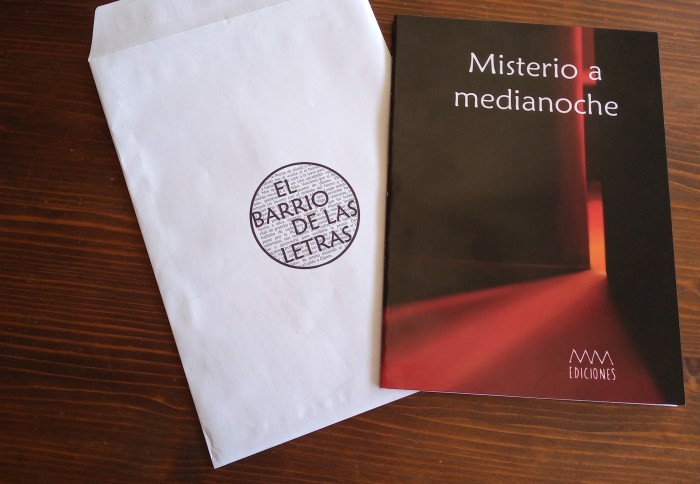 EL
BARRIO
DE LAS
LETRAS
Misterio a
medianoche
EDICIONES